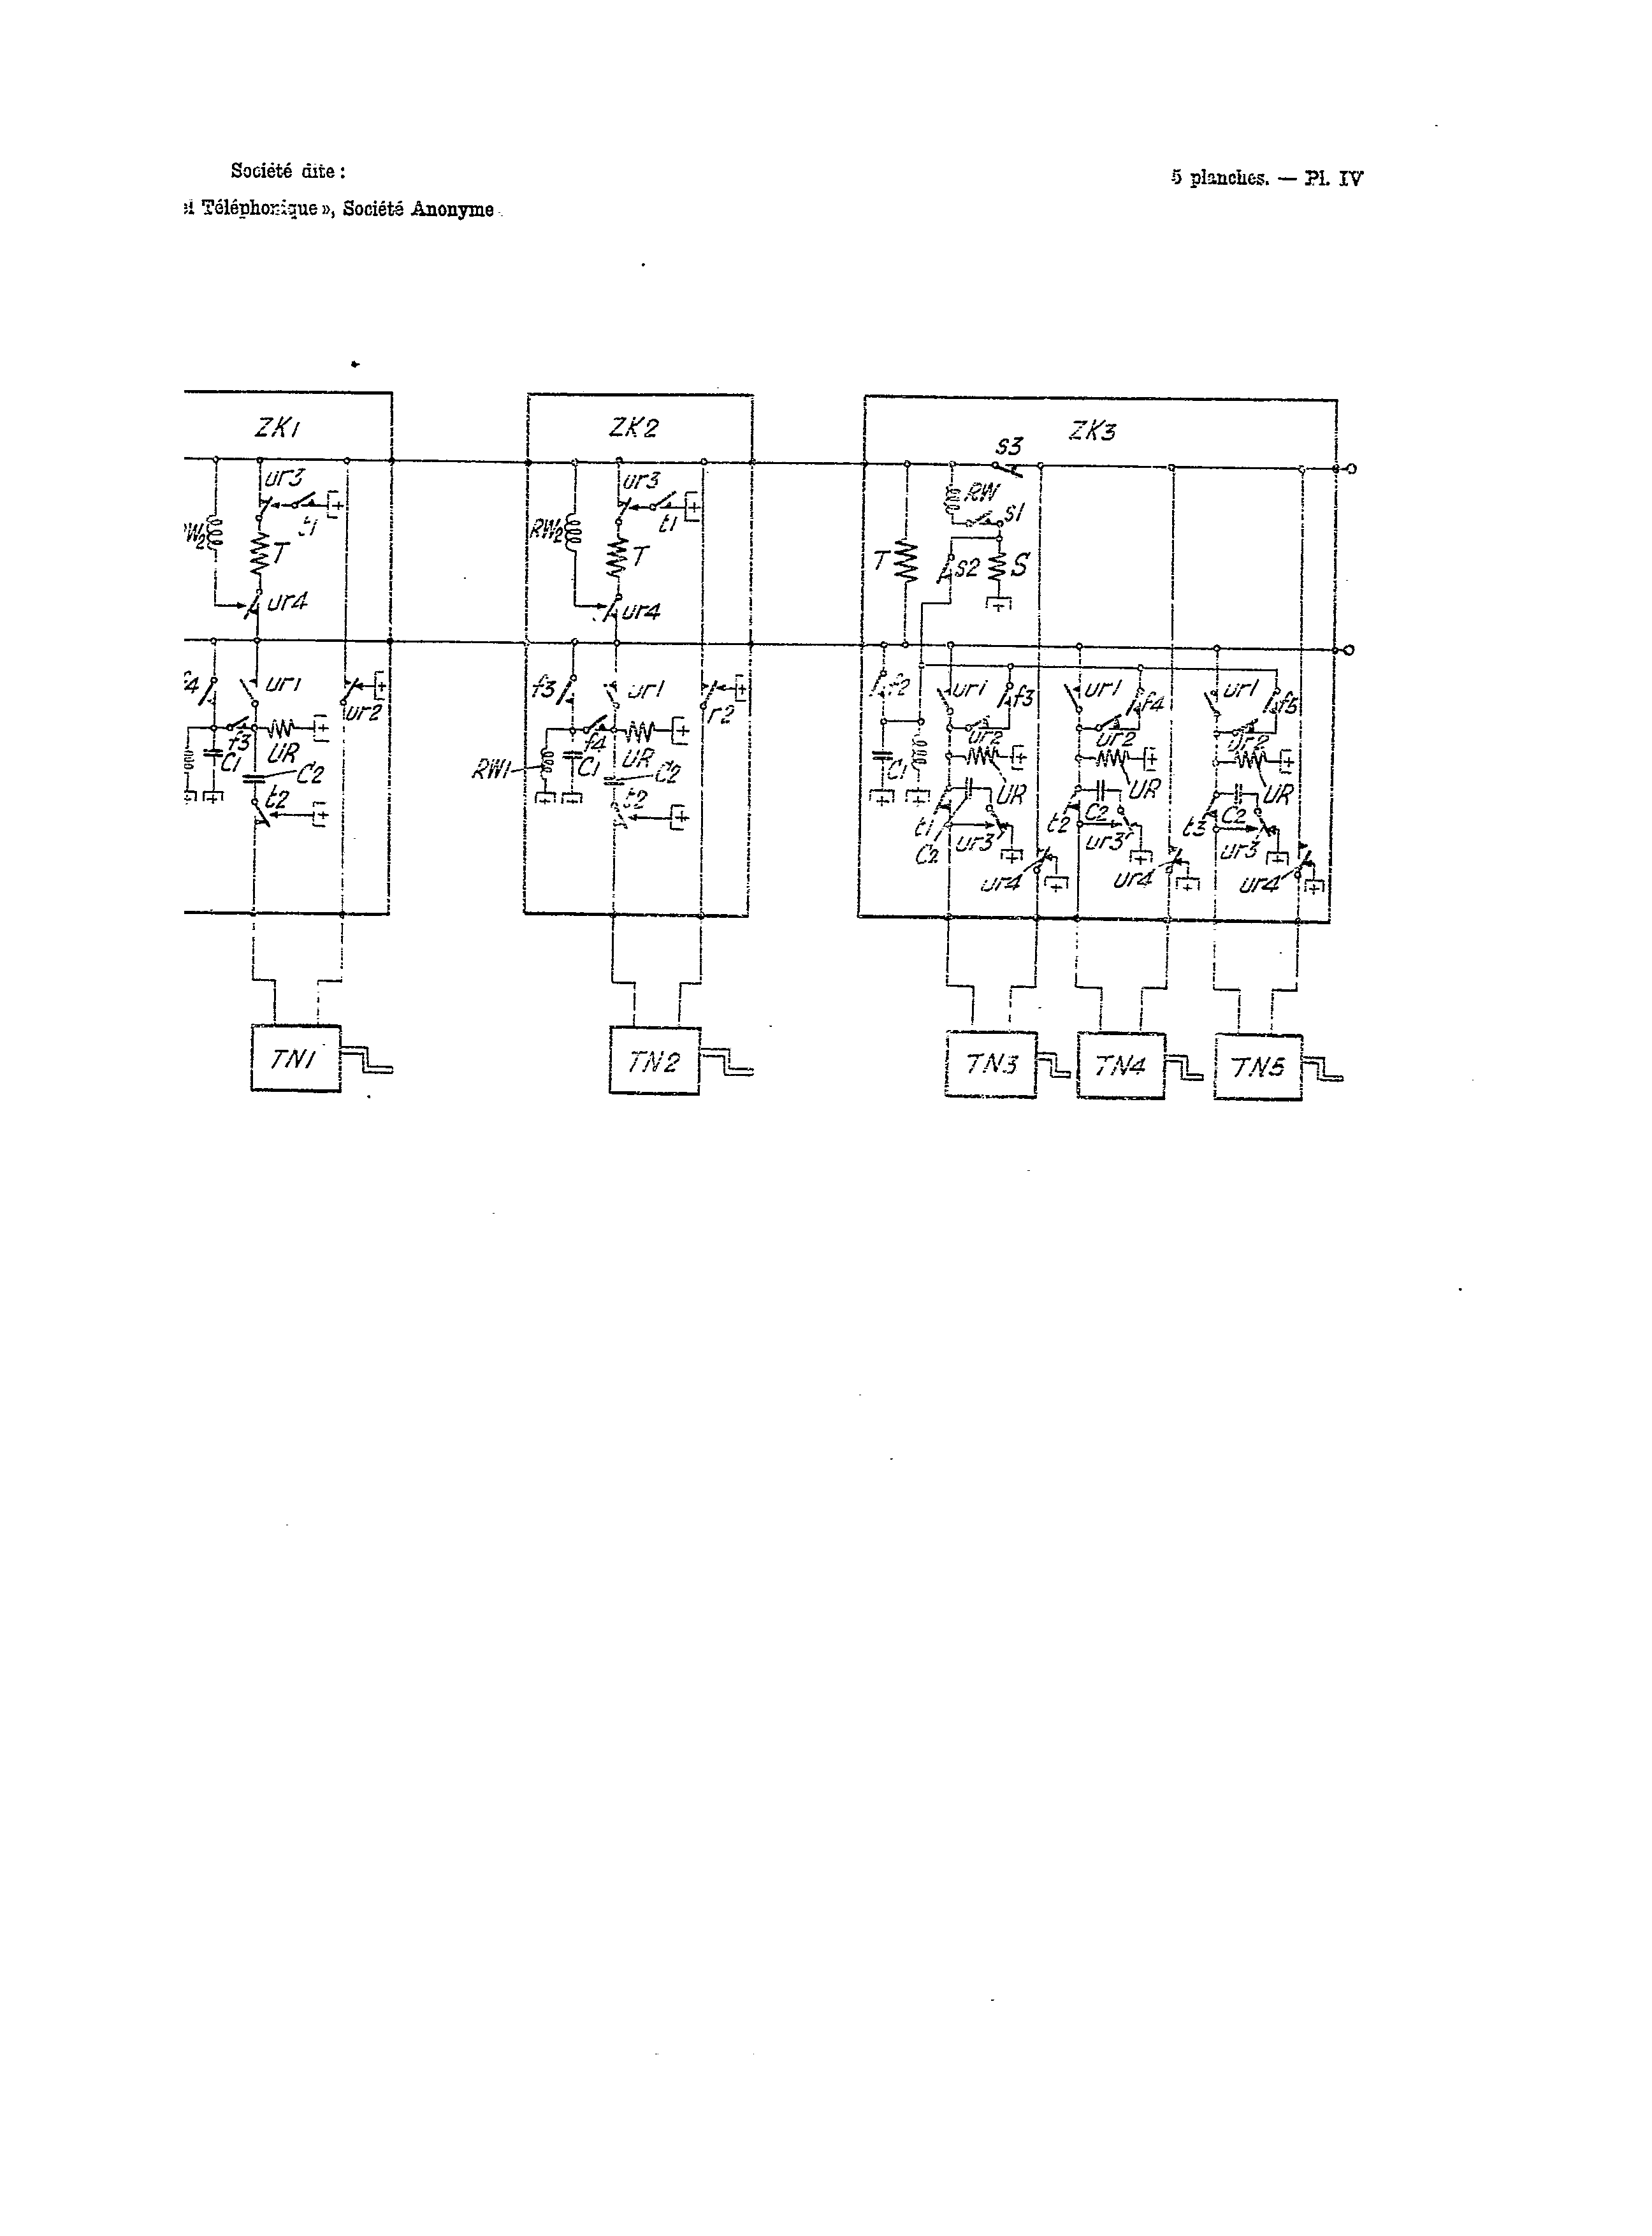 Société dite :
5 planches. — Pl. IV
Téléphonique », Société Anonyme
ZK1
ZK2
ZK3
s3
ur3
ur3
RW
t1
t1
s1
RW2
T
T
T
s2
S
ur4
ur4
f4
ur1
ur2
f3
ur1
r2
f2
ur1
f3
ur1
f4
ur1
f5
f3
C1
UR
C2
t2
f4
RW1
C1
UR
C2
t2
C1
ur2
ur2
ur2
UR
UR
UR
t1
C2
ur3
t2
C2
ur3
t3
C2
ur3
ur4
ur4
ur4
TN1
TN2
TN3
TN4
TN5